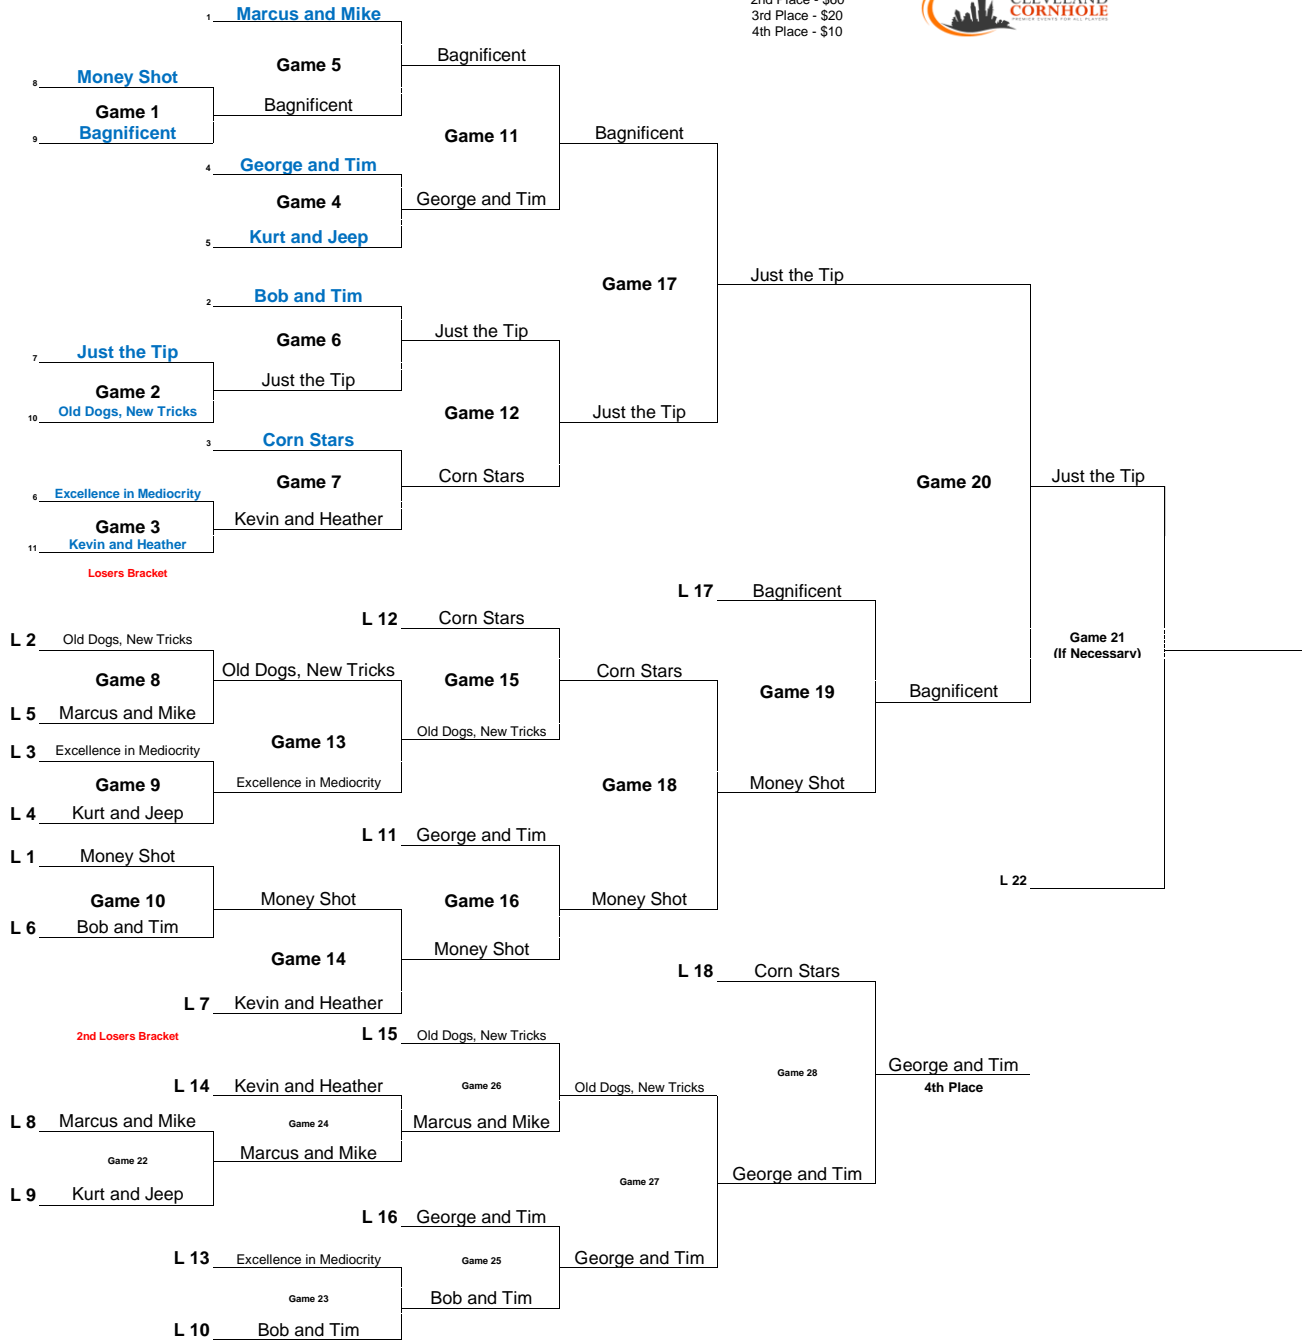 2nd Place - $60
3rd Place - $20
4th Place - $10
CLEVELAND
CORNHOLE
PREMIER EVENTS FOR ALL PLAYERS
1 Marcus and Mike
Game 5
Bagnificent
8 Money Shot
Game 1
Bagnificent
9 Bagnificent
Game 11
Bagnificent
4 George and Tim
Game 4
George and Tim
5 Kurt and Jeep
Game 17
Just the Tip
2 Bob and Tim
Game 6
Just the Tip
7 Just the Tip
Game 2
Just the Tip
10 Old Dogs, New Tricks
Game 12
Just the Tip
3 Corn Stars
Game 7
Corn Stars
6 Excellence in Mediocrity
Game 3
Kevin and Heather
11 Kevin and Heather
Game 20
Just the Tip
Losers Bracket
L 17 Bagnificent
L 12 Corn Stars
L 2 Old Dogs, New Tricks
Game 8
Old Dogs, New Tricks
Game 15
Corn Stars
L 5 Marcus and Mike
Game 19
Bagnificent
Game 21
(If Necessary)
L 3 Excellence in Mediocrity
Game 13
Old Dogs, New Tricks
Game 9
Excellence in Mediocrity
Game 18
Money Shot
L 4 Kurt and Jeep
L 11 George and Tim
L 1 Money Shot
Game 10
Money Shot
Game 16
Money Shot
L 6 Bob and Tim
Game 14
Money Shot
L 22
L 7 Kevin and Heather
L 18 Corn Stars
2nd Losers Bracket
L 15 Old Dogs, New Tricks
Game 28
George and Tim
4th Place
L 14 Kevin and Heather
Game 26
Old Dogs, New Tricks
L 8 Marcus and Mike
Game 24
Marcus and Mike
Game 22
Marcus and Mike
L 9 Kurt and Jeep
Game 27
George and Tim
L 16 George and Tim
L 13 Excellence in Mediocrity
Game 25
George and Tim
Game 23
Bob and Tim
L 10 Bob and Tim